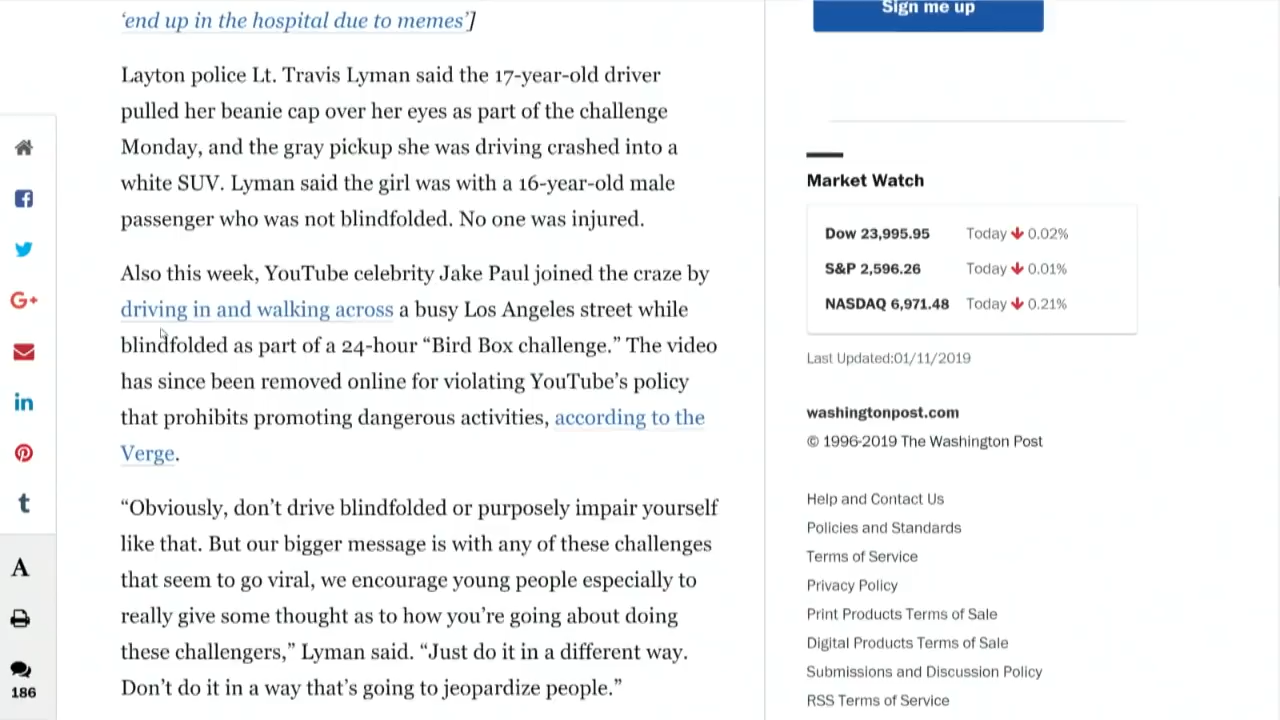 'end up in the hospital due to memes']
Layton police Lt. Travis Lyman said the 17-year-old driver
pulled her beanie cap over her eyes as part of the challenge
Monday, and the gray pickup she was driving crashed into a
white SUV. Lyman said the girl was with a 16-year-old male
passenger who was not blindfolded. No one was injured.
Also this week, YouTube celebrity Jake Paul joined the craze by
driving in and walking across a busy Los Angeles street while
blindfolded as part of a 24-hour “Bird Box challenge.” The video
has since been removed online for violating YouTube’s policy
that prohibits promoting dangerous activities, according to the
Verge.
“Obviously, don’t drive blindfolded or purposely impair yourself
like that. But our bigger message is with any of these challenges
that seem to go viral, we encourage young people especially to
really give some thought as to how you’re going about doing
these challengers,” Lyman said. “Just do it in a different way.
Don’t do it in a way that’s going to jeopardize people.”
G+
in
t
A
186
Sign me up
Market Watch
Dow 23,995.95 Today 0.02%
S&P 2,596.26 Today 0.01%
NASDAQ 6,971.48 Today 0.21%
Last Updated:01/11/2019
washingtonpost.com
© 1996-2019 The Washington Post
Help and Contact Us
Policies and Standards
Terms of Service
Privacy Policy
Print Products Terms of Sale
Digital Products Terms of Sale
Submissions and Discussion Policy
RSS Terms of Service